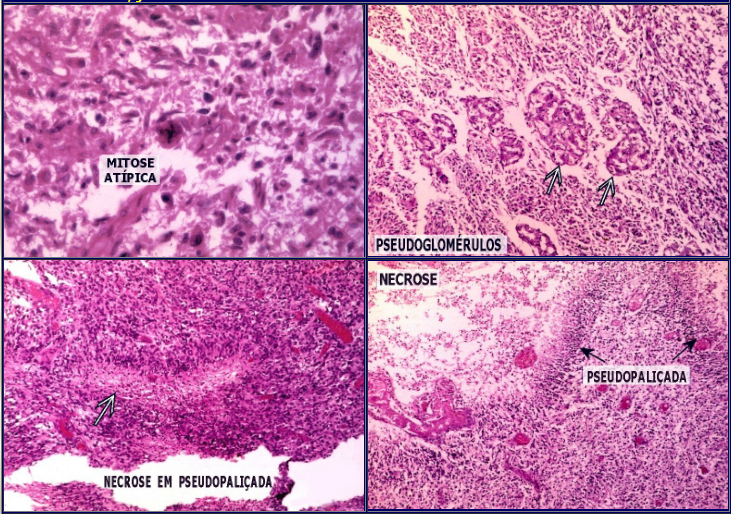 MITOSE
ATÍPICA
PSEUDOGLOMÉRULOS
NECROSE EM PSEUDOPALIÇADA
NECROSE
PSEUDOPALIÇADA